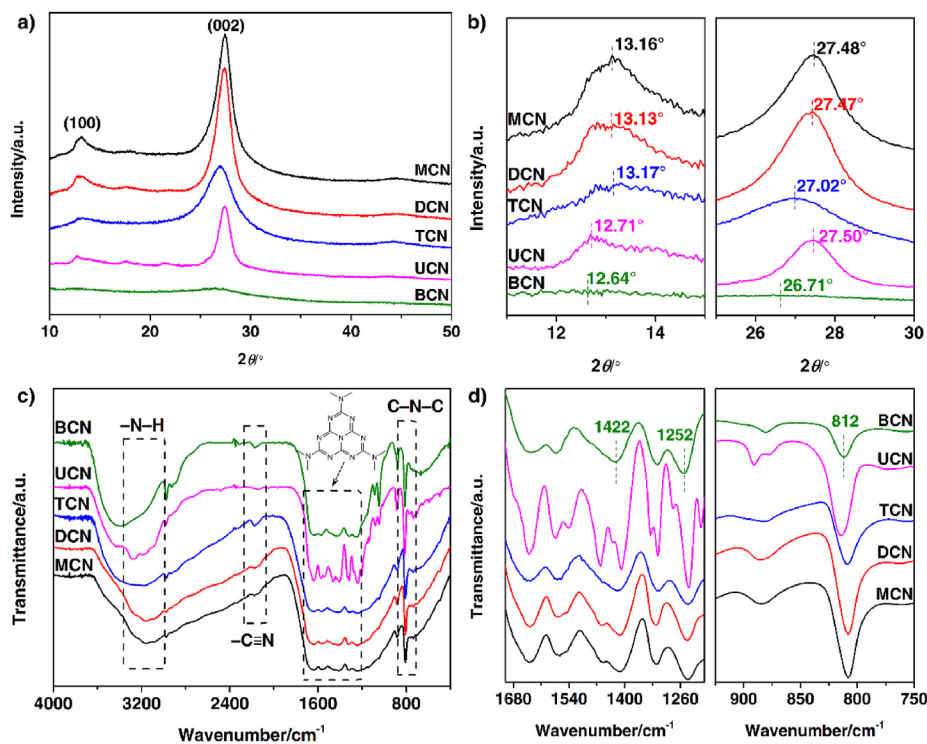 a)
(002)
(100)
MCN
DCN
TCN
UCN
BCN
10 20 30 40 50
2θ/°
Intensity/a.u.
b)
13.16°
27.48°
MCN
13.13°
27.47°
DCN
13.17°
27.02°
TCN
12.71°
27.50°
UCN
BCN
12.64°
26.71°
12 14 26 28 30
2θ/° 2θ/°
Intensity/a.u.
c)
–N–H
C–N–C
BCN
UCN
TCN
DCN
MCN
–C≡N
N N N N N N N N N N
4000 3200 2400 1600 800
Wavenumber/cm⁻¹
Transmittance/a.u.
d)
1422
1252
812
BCN
UCN
TCN
DCN
MCN
1680 1540 1400 1260 900 850 800 750
Wavenumber/cm⁻¹ Wavenumber/cm⁻¹
Transmittance/a.u.